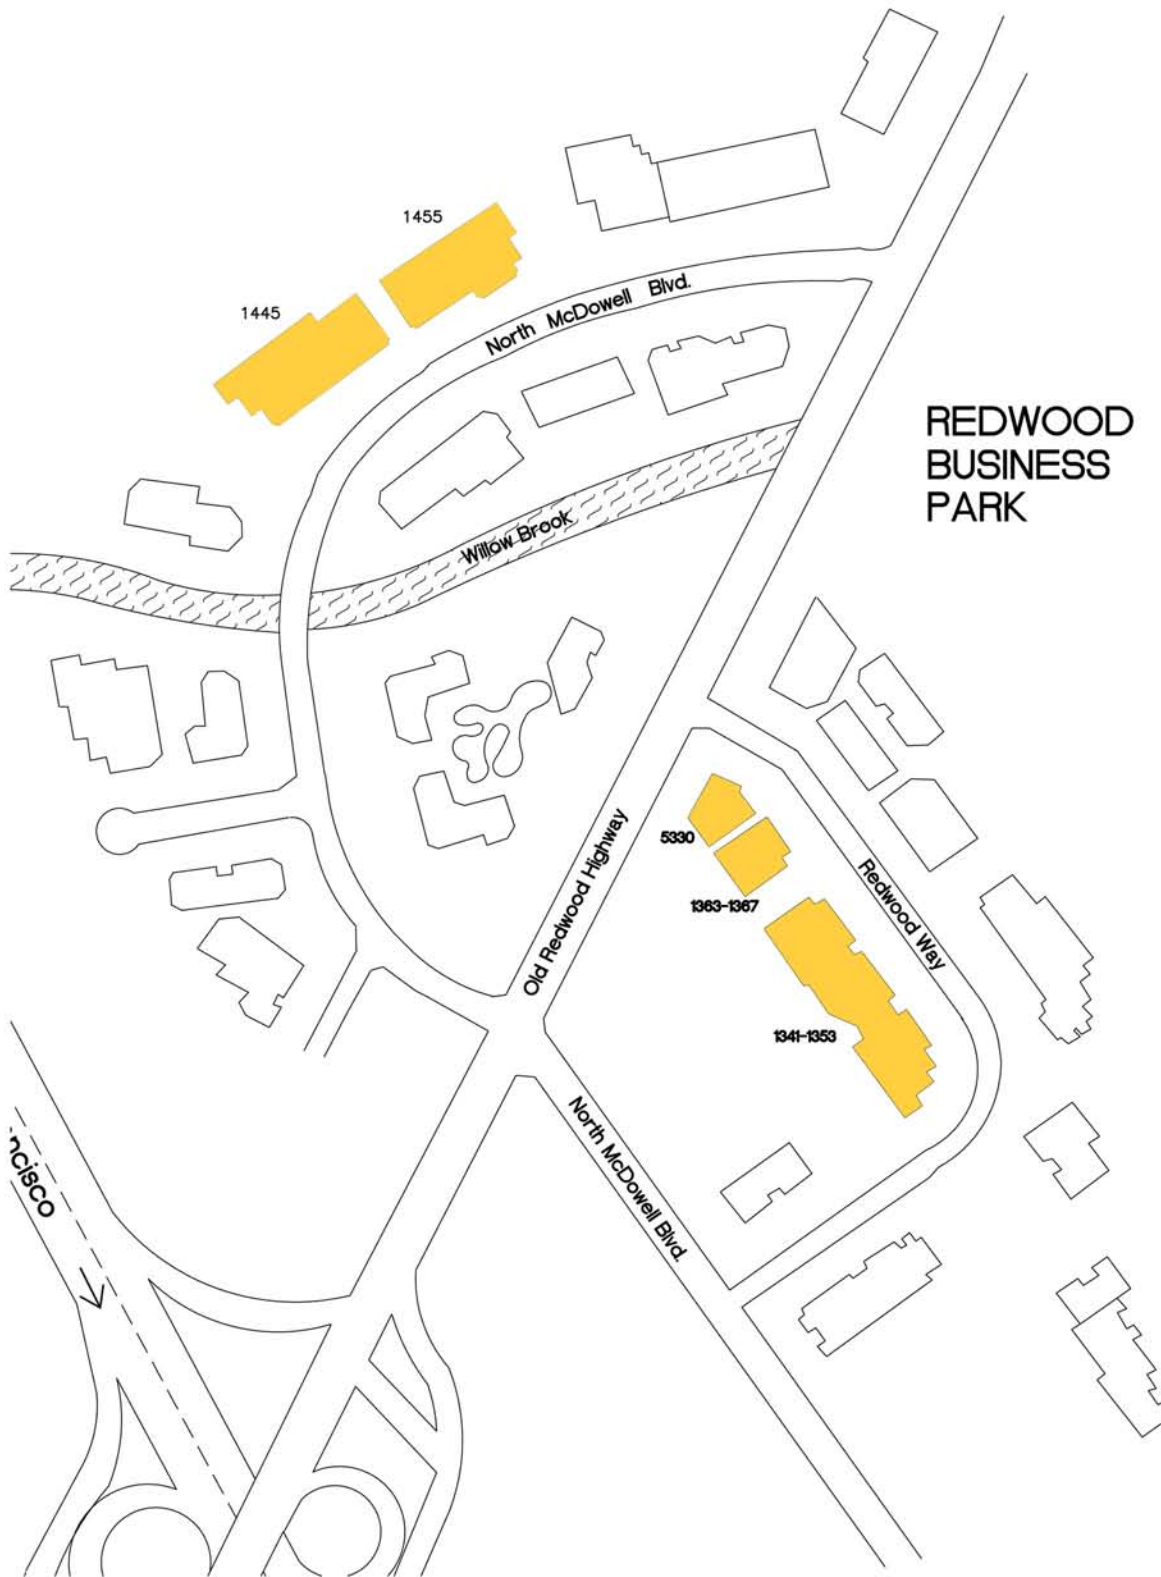 1455
1445
North McDowell Blvd.
REDWOOD
BUSINESS
PARK
Willow Brook
Old Redwood Highway
5330
1363-1367
Redwood Way
1341-1353
North McDowell Blvd.
ncisco